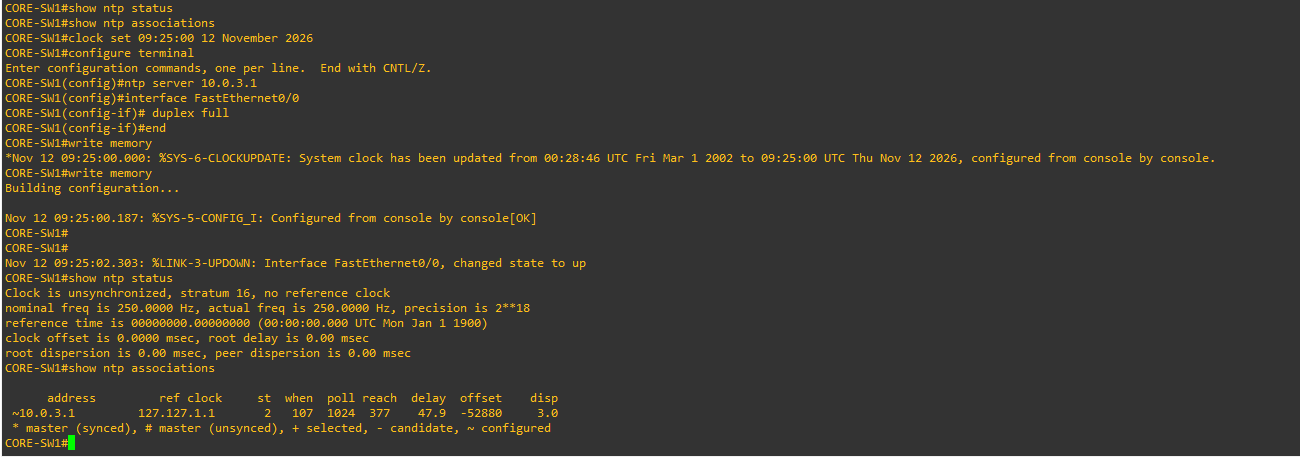 CORE-SW1#show ntp status
CORE-SW1#show ntp associations
CORE-SW1#clock set 09:25:00 12 November 2026
CORE-SW1#configure terminal
Enter configuration commands, one per line.  End with CNTL/Z.
CORE-SW1(config)#ntp server 10.0.3.1
CORE-SW1(config)#interface FastEthernet0/0
CORE-SW1(config-if)# duplex full
CORE-SW1(config-if)#end
CORE-SW1#write memory
*Nov 12 09:25:00.000: %SYS-6-CLOCKUPDATE: System clock has been updated from 00:28:46 UTC Fri Mar 1 2002 to 09:25:00 UTC Thu Nov 12 2026, configured from console by console.
CORE-SW1#write memory
Building configuration...
Nov 12 09:25:00.187: %SYS-5-CONFIG_I: Configured from console by console[OK]
CORE-SW1#
CORE-SW1#
Nov 12 09:25:02.303: %LINK-3-UPDOWN: Interface FastEthernet0/0, changed state to up
CORE-SW1#show ntp status
Clock is unsynchronized, stratum 16, no reference clock
nominal freq is 250.0000 Hz, actual freq is 250.0000 Hz, precision is 2**18
reference time is 00000000.00000000 (00:00:00.000 UTC Mon Jan 1 1900)
clock offset is 0.0000 msec, root delay is 0.00 msec
root dispersion is 0.00 msec, peer dispersion is 0.00 msec
CORE-SW1#show ntp associations
      address         ref clock     st  when  poll reach  delay  offset    disp
 ~10.0.3.1         127.127.1.1       2   107  1024  377    47.9  -52880     3.0
 * master (synced), # master (unsynced), + selected, - candidate, ~ configured
CORE-SW1#